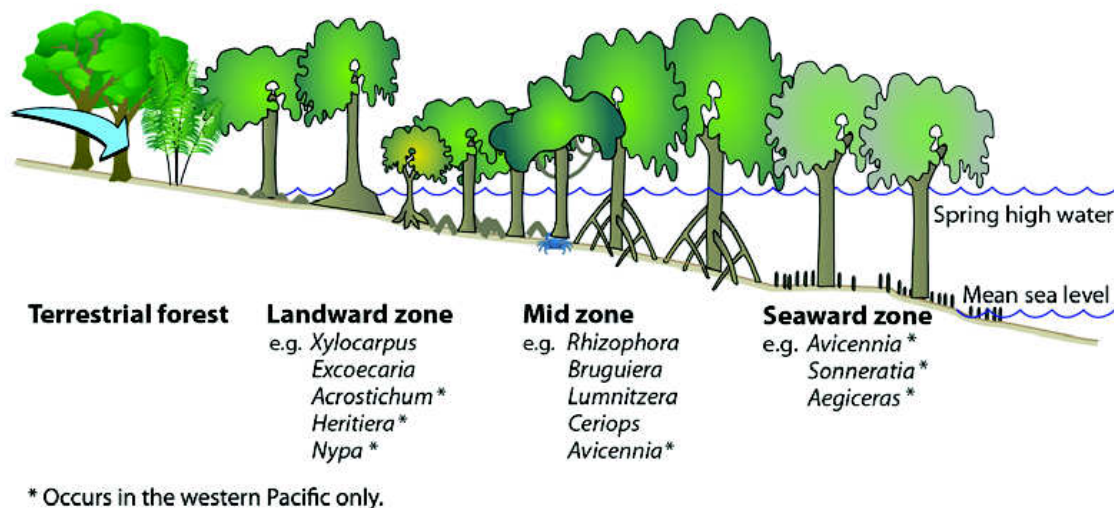 Spring high water
Mean sea level
Terrestrial forest
Landward zone
e.g. Xylocarpus
Excoecaria
Acrostichum *
Heritiera *
Nypa *
Mid zone
e.g. Rhizophora
Bruguiera
Lumnitzera
Ceriops
Avicennia *
Seaward zone
e.g. Avicennia *
Sonneratia *
Aegiceras *
* Occurs in the western Pacific only.